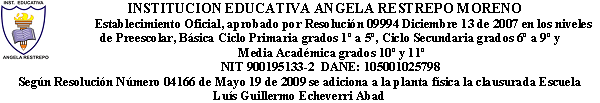 INST. EDUCATIVA
ANGELA RESTREPO
INSTITUCION EDUCATIVA ANGELA RESTREPO MORENO
Establecimiento Oficial, aprobado por Resolución 09994 Diciembre 13 de 2007 en los niveles
de Preescolar, Básica Ciclo Primaria grados 1° a 5°, Ciclo Secundaria grados 6° a 9° y
Media Académica grados 10° y 11°
NIT 900195133-2 DANE: 105001025798
Según Resolución Número 04166 de Mayo 19 de 2009 se adiciona a la planta física la clausurada Escuela
Luis Guillermo Echeverri Abad